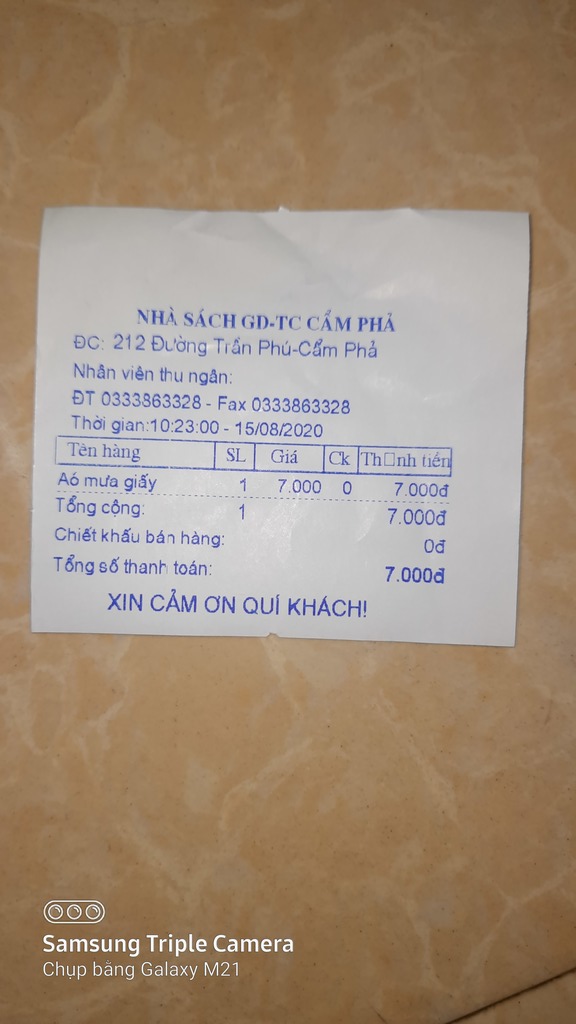 NHÀ SÁCH GD-TC CẨM PHẢ
ĐC: 212 Đường Trần Phú-Cẩm Phả
Nhân viên thu ngân:
ĐT 0333863328 - Fax 0333863328
Thời gian:10:23:00 - 15/08/2020
Tên hàng SL Giá Ck Th□nh tiền
Aó mưa giấy 1 7.000 0 7.000đ
Tổng cộng: 1 7.000đ
Chiết khấu bán hàng: 0đ
Tổng số thanh toán: 7.000đ
XIN CẢM ƠN QUÍ KHÁCH!
Samsung Triple Camera
Chụp bằng Galaxy M21